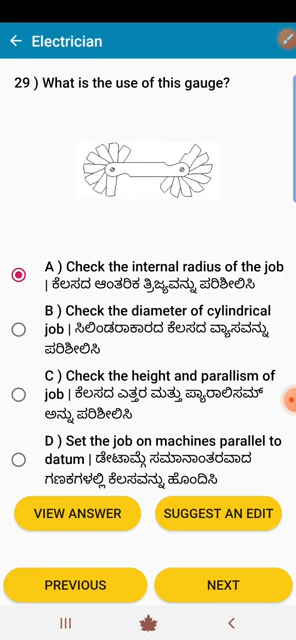 Electrician
29 ) What is the use of this gauge?
A ) Check the internal radius of the job
| ಕೆಲಸದ ಆಂತರಿಕ ತ್ರಿಜ್ಯವನ್ನು ಪರಿಶೀಲಿಸಿ
B ) Check the diameter of cylindrical
job | ಸಿಲಿಂಡರಾಕಾರದ ಕೆಲಸದ ವ್ಯಾಸವನ್ನು
ಪರಿಶೀಲಿಸಿ
C ) Check the height and parallism of
job | ಕೆಲಸದ ಎತ್ತರ ಮತ್ತು ಪ್ಯಾರಾಲಿಸಮ್
ಅನ್ನು ಪರಿಶೀಲಿಸಿ
D ) Set the job on machines parallel to
datum | ಡೇಟಾಮ್ಗೆ ಸಮಾನಾಂತರವಾದ
ಗಣಕಗಳಲ್ಲಿ ಕೆಲಸವನ್ನು ಹೊಂದಿಸಿ
VIEW ANSWER
SUGGEST AN EDIT
PREVIOUS
NEXT